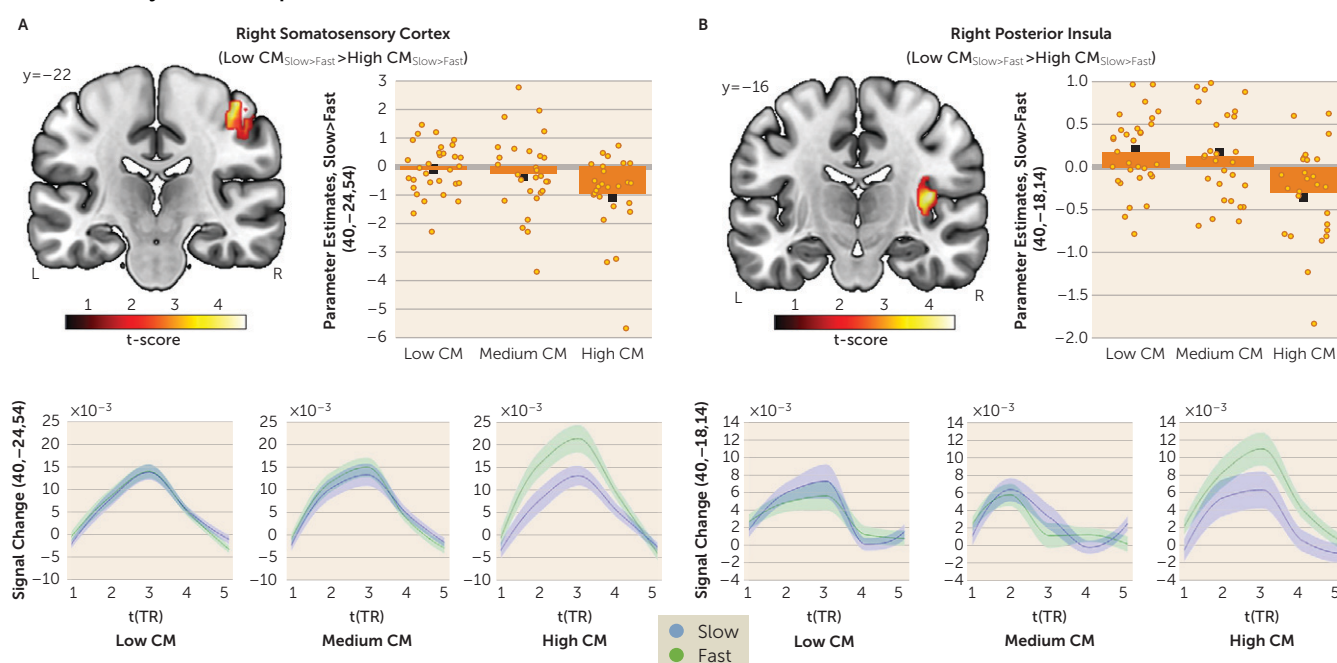 A
Right Somatosensory Cortex
(Low CM Slow>Fast >High CM Slow>Fast)
y=−22
L
R
1 2 3 4
t-score
Parameter Estimates, Slow>Fast
(40,−24,54)
3
2
1
0
−1
−2
−3
−4
−5
−6
Low CM Medium CM High CM
B
Right Posterior Insula
(Low CM Slow>Fast >High CM Slow>Fast)
y=−16
L
R
1 2 3 4
t-score
Parameter Estimates, Slow>Fast
(40,−18,14)
1.0
0.5
0.0
−0.5
−1.0
−1.5
−2.0
Low CM Medium CM High CM
Signal Change (40,−24,54)
×10−3
25
20
15
10
5
0
−5
−10
1 2 3 4 5
t(TR)
Low CM
×10−3
25
20
15
10
5
0
−5
−10
1 2 3 4 5
t(TR)
Medium CM
×10−3
25
20
15
10
5
0
−5
−10
1 2 3 4 5
t(TR)
High CM
Signal Change (40,−18,14)
×10−3
14
12
10
8
6
4
2
0
−2
−4
1 2 3 4 5
t(TR)
Low CM
×10−3
14
12
10
8
6
4
2
0
−2
−4
1 2 3 4 5
t(TR)
Medium CM
×10−3
14
12
10
8
6
4
2
0
−2
−4
1 2 3 4 5
t(TR)
High CM
Slow
Fast